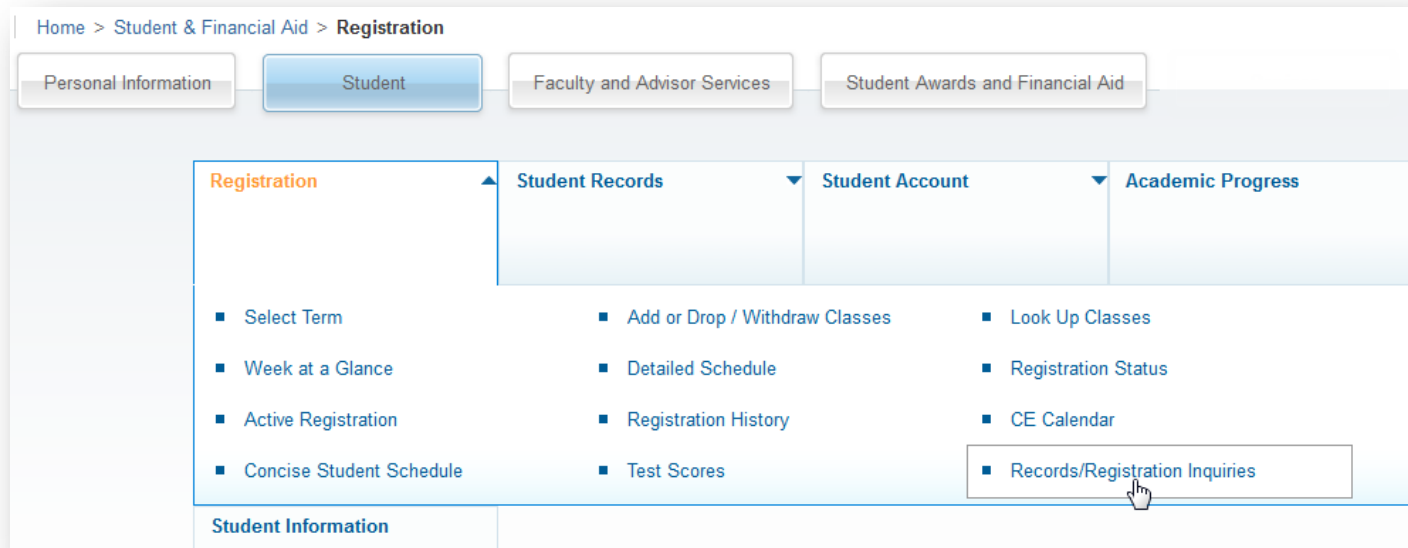 Home > Student & Financial Aid > Registration
Personal Information Student Faculty and Advisor Services Student Awards and Financial Aid
Registration Student Records Student Account Academic Progress
Select Term Add or Drop / Withdraw Classes Look Up Classes
Week at a Glance Detailed Schedule Registration Status
Active Registration Registration History CE Calendar
Concise Student Schedule Test Scores Records/Registration Inquiries
Student Information